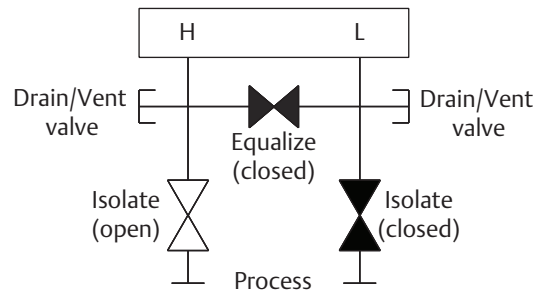 H
L
Drain/Vent
valve
Drain/Vent
valve
Equalize
(closed)
Isolate
(open)
Isolate
(closed)
Process